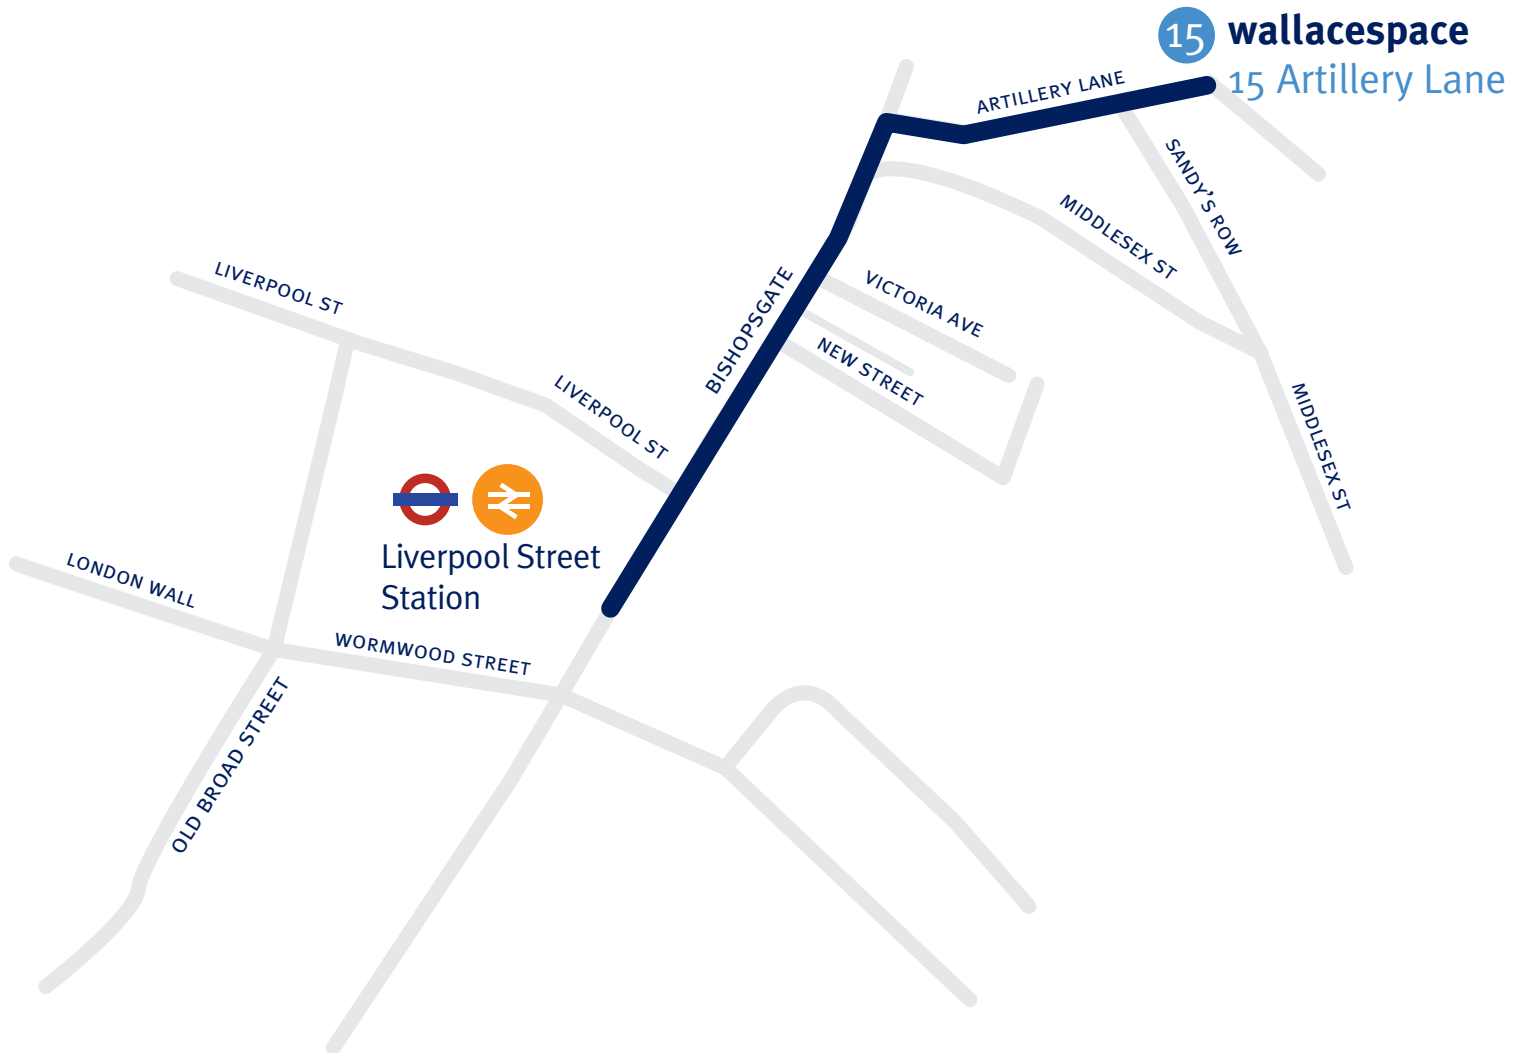 15 wallacespace
15 Artillery Lane
ARTILLERY LANE
SANDY'S ROW
MIDDLESEX ST
LIVERPOOL ST
BISHOPSGATE
VICTORIA AVE
NEW STREET
LIVERPOOL ST
MIDDLESEX ST
Liverpool Street
Station
LONDON WALL
WORMWOOD STREET
OLD BROAD STREET